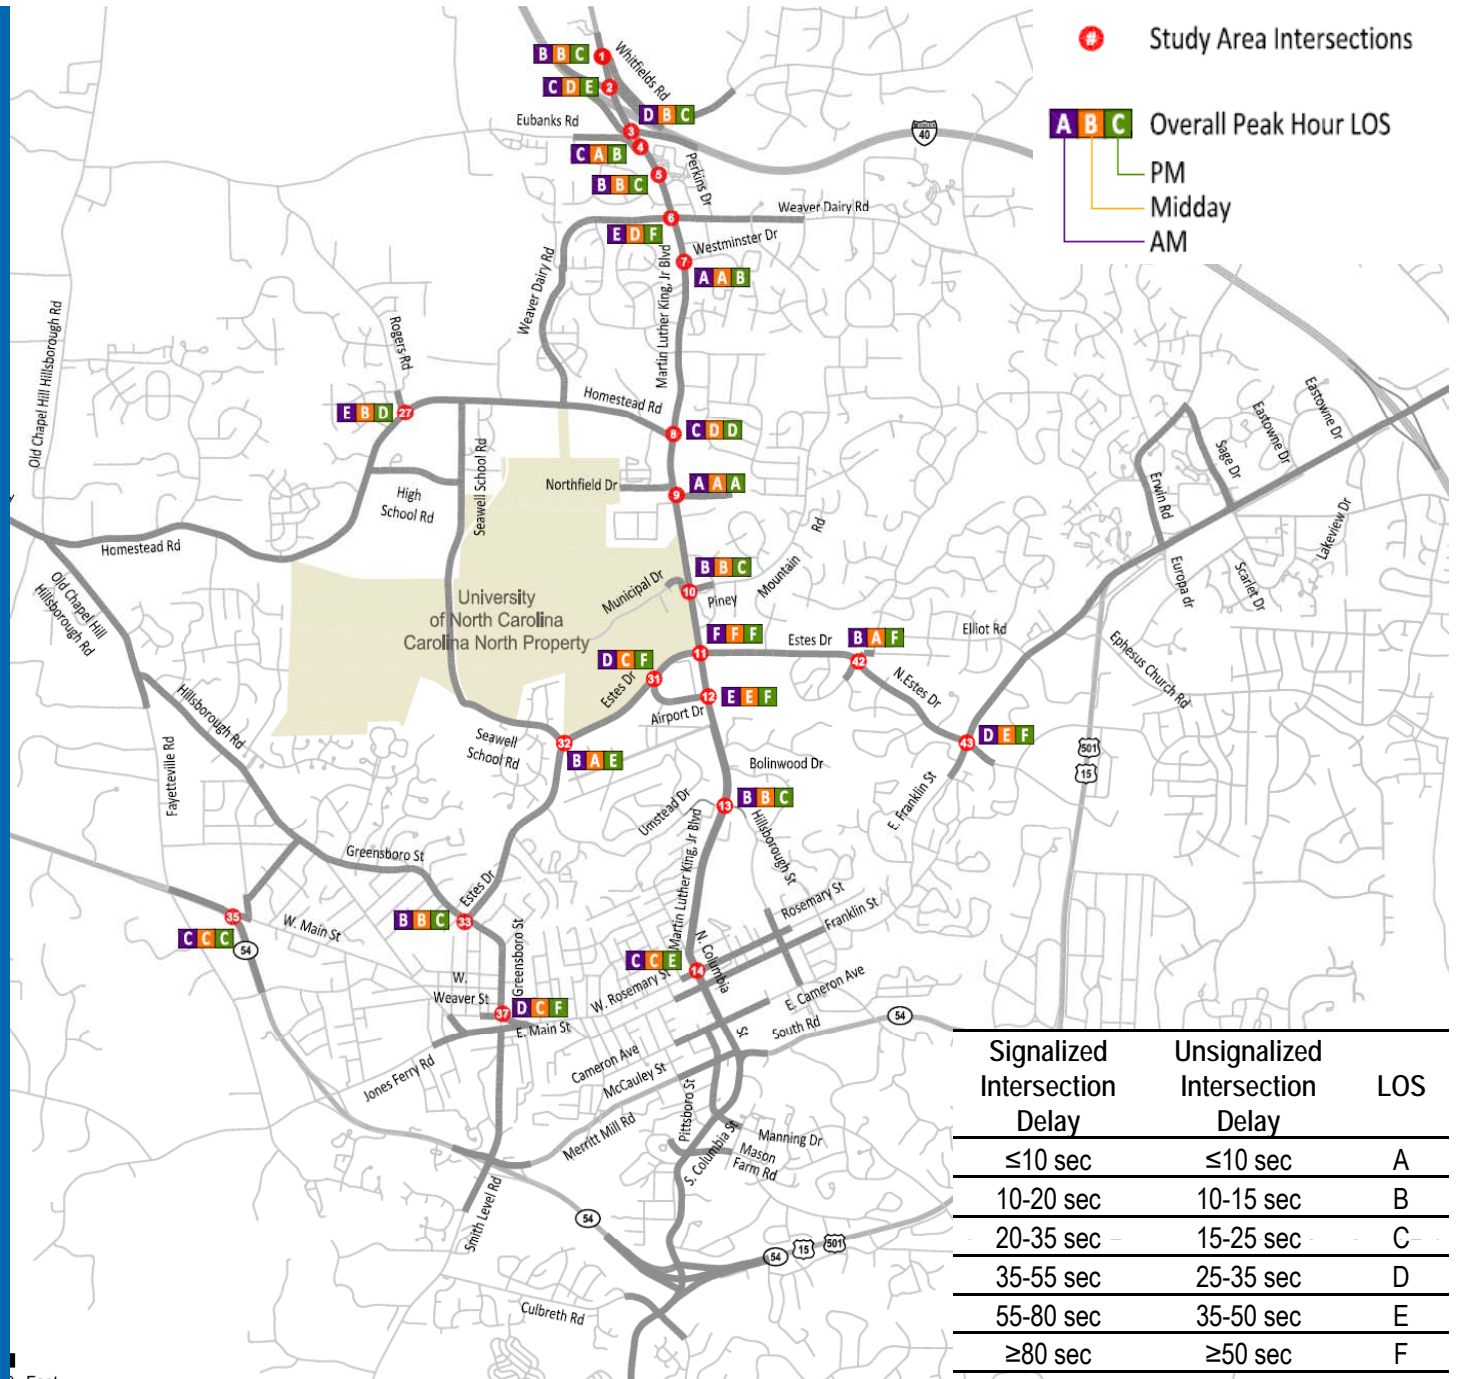 # Study Area Intersections
A B C Overall Peak Hour LOS
PM
Midday
AM
B B C 1
Whitfields Rd
C D E 2
D B C
Eubanks Rd
3
40
4
C A B
Perkins Dr
5
B B C
Weaver Dairy Rd
6
E D F
Westminster Dr
7
A A B
Weaver Dairy Rd
Martin Luther King, Jr Blvd
Old Chapel Hill Hillsborough Rd
Rogers Rd
Homestead Rd
E B D 27
8 C D D
Eastowne Dr
Eastowne Dr
Sage Dr
Seawell School Rd
Northfield Dr
A A A
9
High
School Rd
Erwin Rd
Lakeview Dr
Rd
Homestead Rd
B B C
Mountain
Municipal Dr
10
Piney
Europa dr
Scarlet Dr
Old Chapel Hill
Hillsborough Rd
University
of North Carolina
Carolina North Property
F F F
Estes Dr
B A F
Elliot Rd
11
42
D C F
31
Estes Dr
N.Estes Dr
Ephesus Church Rd
12 E E F
Airport Dr
Hillsborough Rd
Seawell
School Rd
32
B A E
43 D E F
501
15
Fayetteville Rd
Bolinwood Dr
Umstead Dr
13 B B C
E. Franklin St
Hillsborough St
Martin Luther King, Jr Blvd
Greensboro St
Estes Dr
Rosemary St
Franklin St
35
W. Main St
B B C 33
C C C
54
Greensboro St
N. Columbia
C C E
14
W.
Weaver St
W. Rosemary St
E. Cameron Ave
37 D C F
E. Main St
St
South Rd
54
Jones Ferry Rd
Cameron Ave
McCauley St
Pittsboro St
Merritt Mill Rd
S. Columbia St
Manning Dr
Mason
Farm Rd
Smith Level Rd
54
54 15 501
Culbreth Rd
Signalized Intersection Delay Unsignalized Intersection Delay LOS
≤10 sec ≤10 sec A
10-20 sec 10-15 sec B
20-35 sec 15-25 sec C
35-55 sec 25-35 sec D
55-80 sec 35-50 sec E
≥80 sec ≥50 sec F